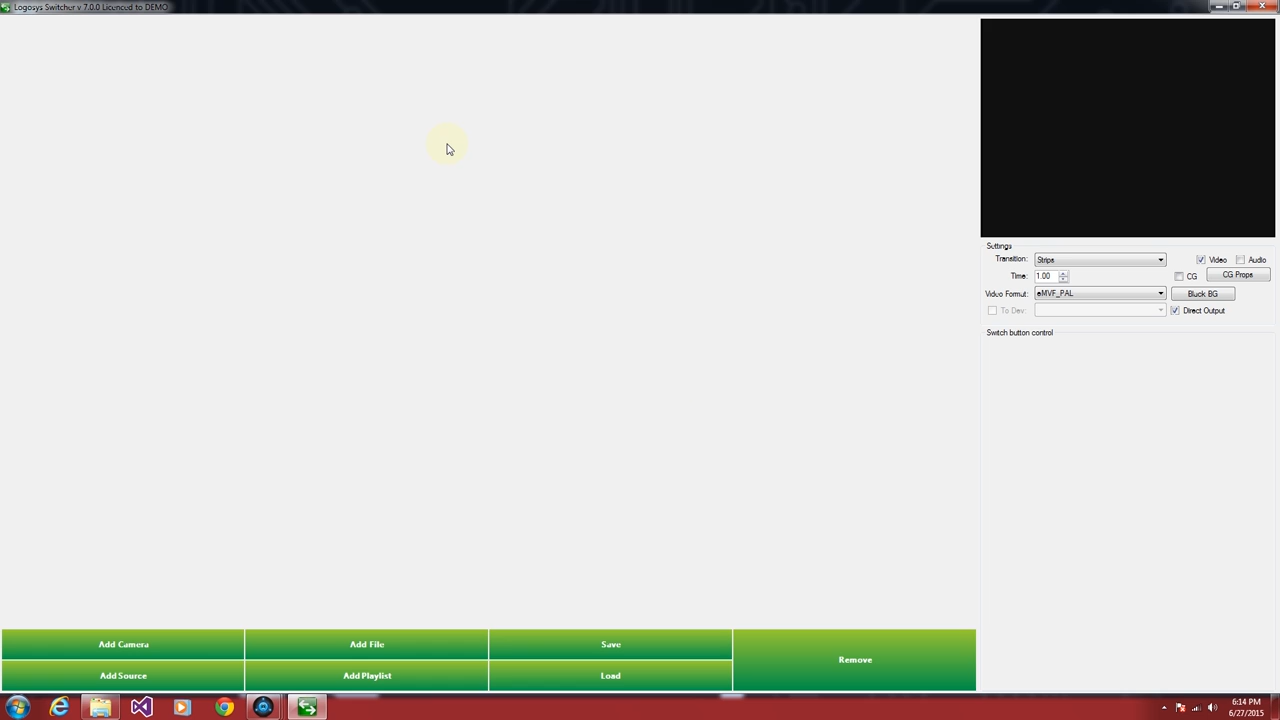 Logosys Switcher v 7.0.0 Licenced to DEMO
Settings
Transition: Strips Video Audio
Time: 1.00 CG CG Props
Video Format: eMVF_PAL Bluck BG
To Dev: Direct Output
Switch button control
Add Camera Add File Save
Remove
Add Source Add Playlist Load
6:14 PM
6/27/2015